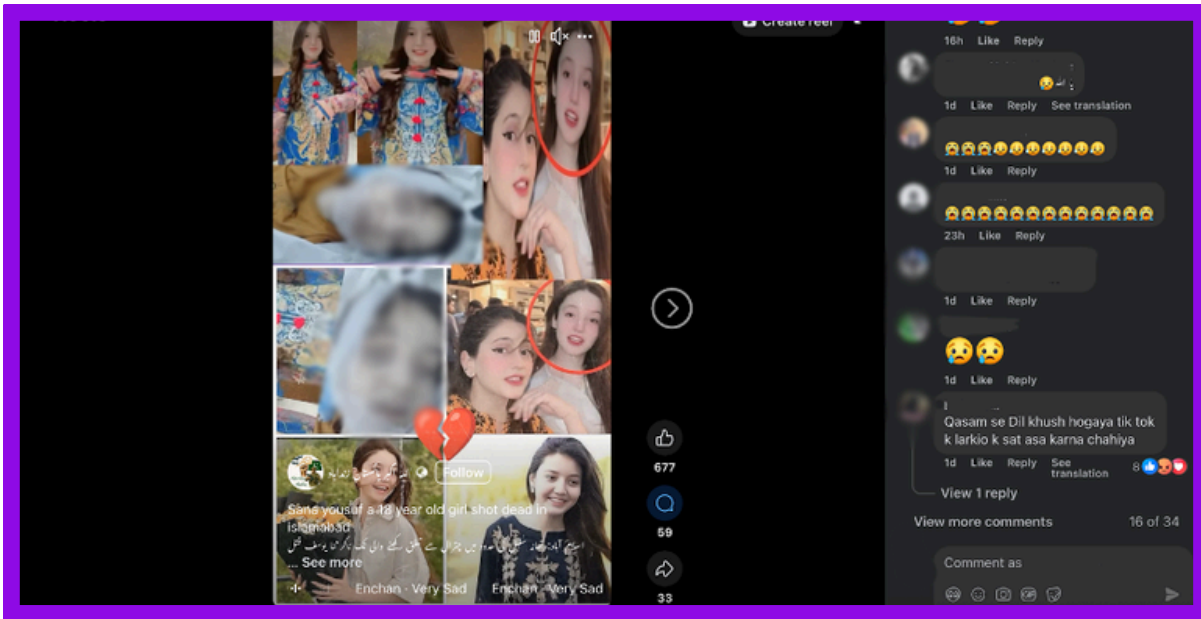 Create reel
16h Like Reply
1d Like Reply See translation
1d Like Reply
23h Like Reply
1d Like Reply
1d Like Reply
Qasam se Dil khush hogaya tik tok
k larkio k sat asa karna chahiya
1d Like Reply See translation 8
View 1 reply
View more comments 16 of 34
Comment as
677
59
33
Follow
Sana yousuf a 18 year old girl shot dead in
islamabad
... See more
Enchan · Very Sad Enchan · Very Sad